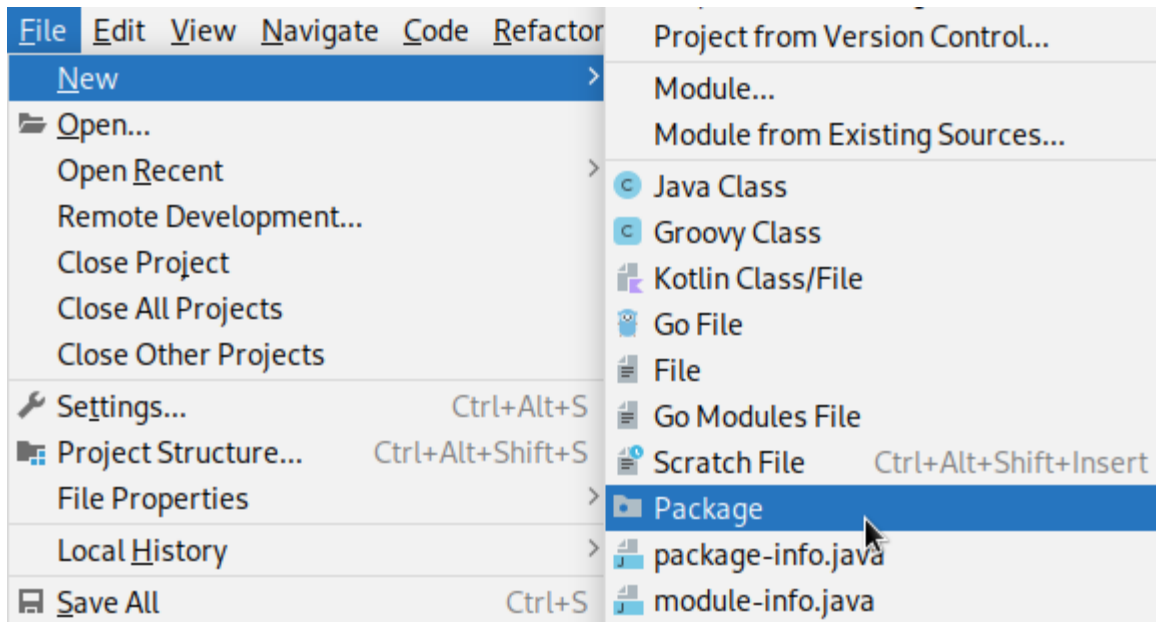 File Edit View Navigate Code Refactor
New
Open...
Open Recent
Remote Development...
Close Project
Close All Projects
Close Other Projects
Settings... Ctrl+Alt+S
Project Structure... Ctrl+Alt+Shift+S
File Properties
Local History
Save All Ctrl+S
Project from Version Control...
Module...
Module from Existing Sources...
Java Class
Groovy Class
Kotlin Class/File
Go File
File
Go Modules File
Scratch File Ctrl+Alt+Shift+Insert
Package
package-info.java
module-info.java